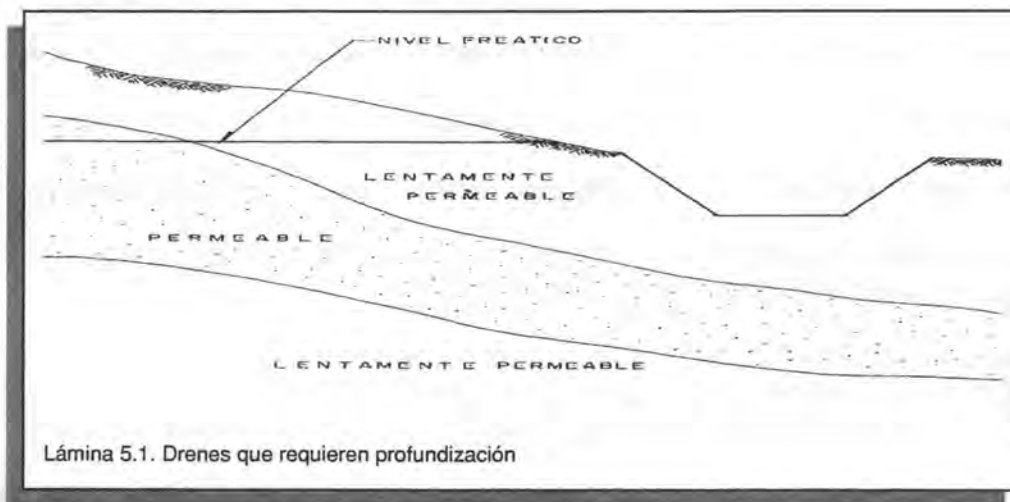 NIVEL FREATICO
LENTAMENTE
PERMEABLE
PERMEABLE
LENTAMENTE PERMEABLE
Lámina 5.1. Drenes que requieren profundización